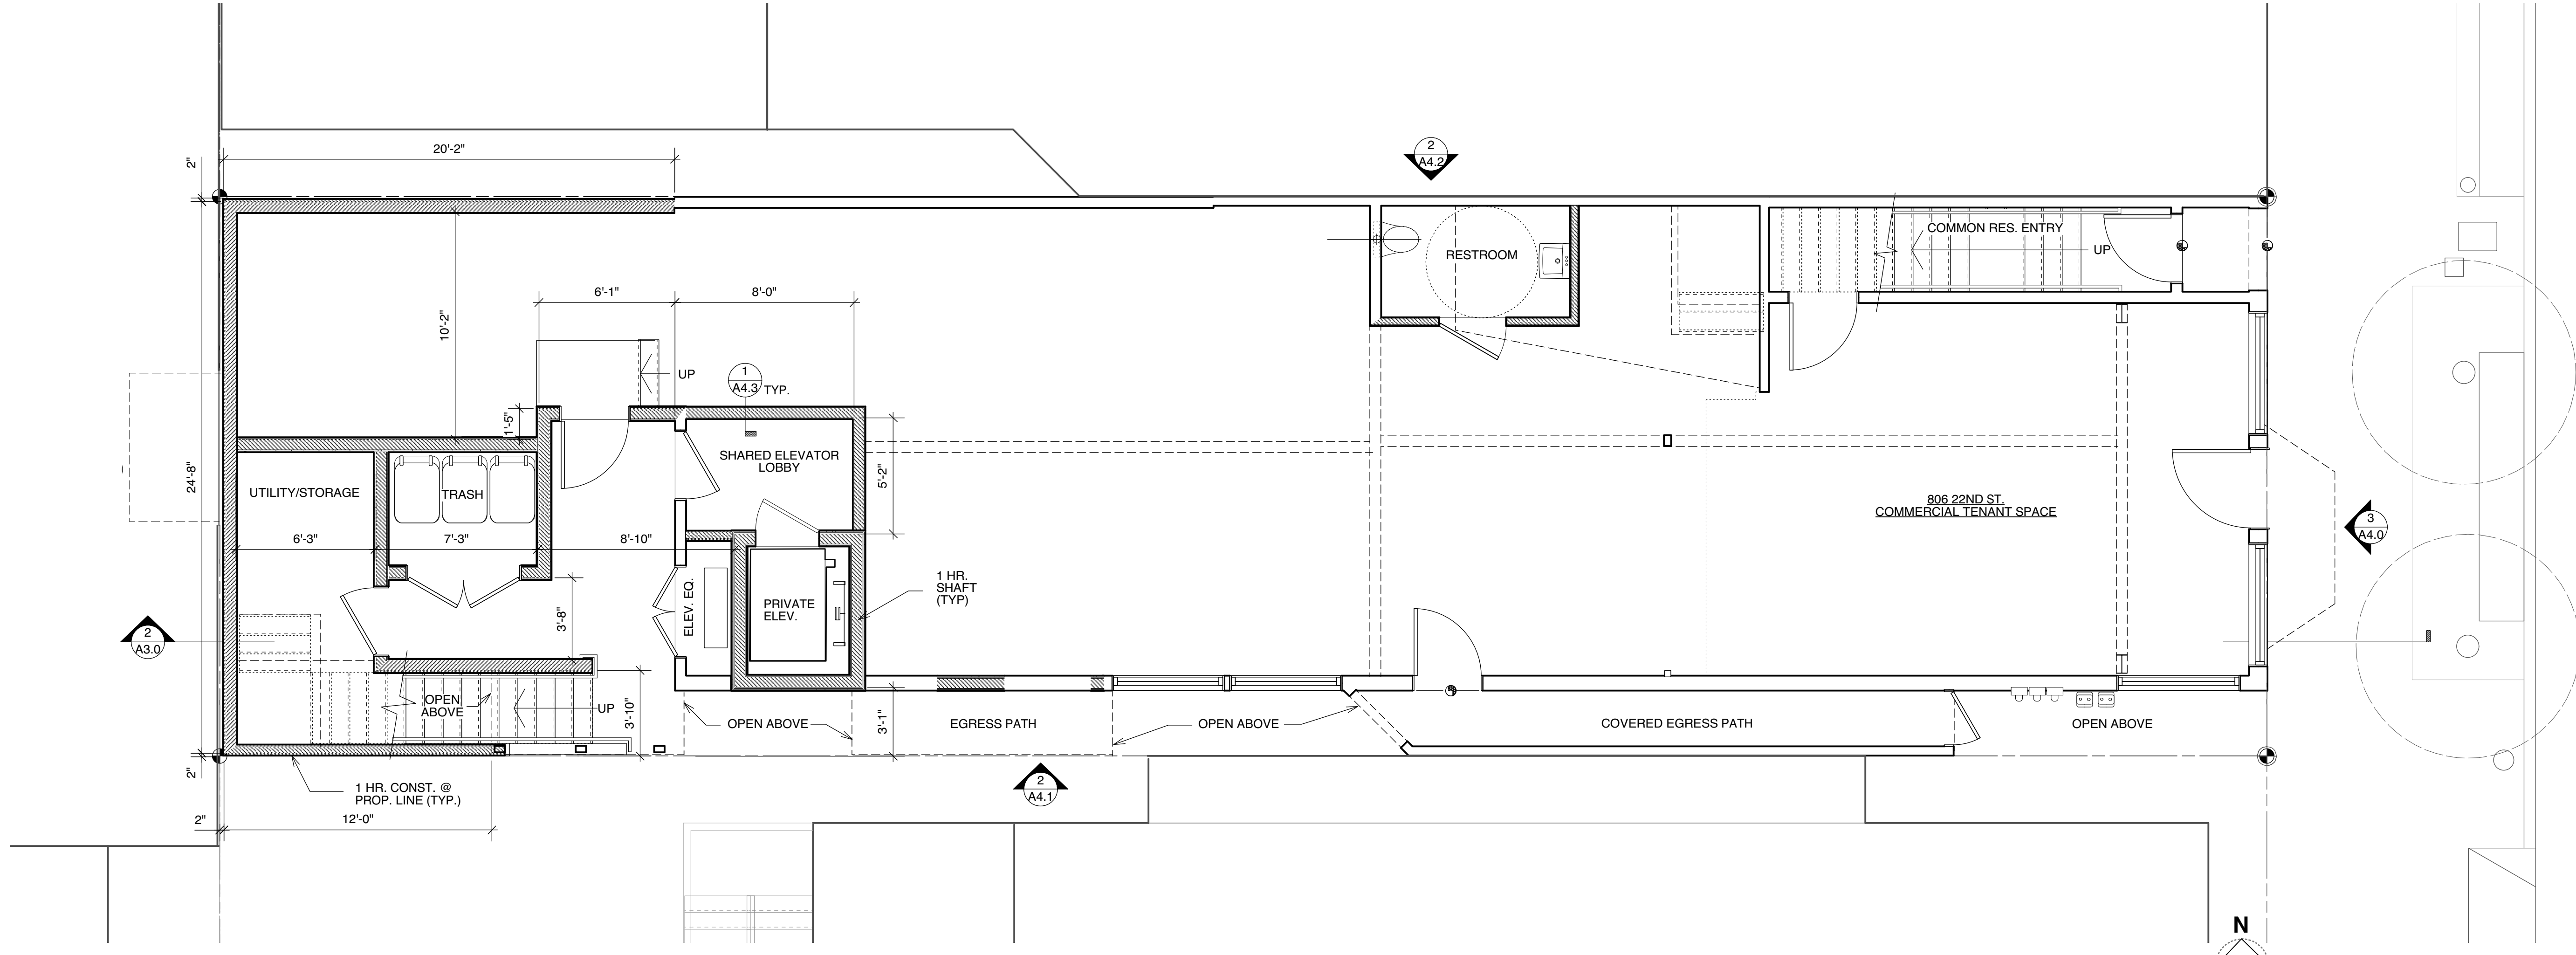 20'-2"
2"
2
A4.2
COMMON RES. ENTRY
UP
RESTROOM
6'-1"
8'-0"
10'-2"
1
A4.3
TYP.
UP
1'-5"
24'-8"
SHARED ELEVATOR
LOBBY
5'-2"
UTILITY/STORAGE
TRASH
806 22ND ST.
COMMERCIAL TENANT SPACE
3
A4.0
6'-3"
7'-3"
8'-10"
1 HR.
SHAFT
(TYP)
ELEV. EQ.
PRIVATE
ELEV.
3'-8"
2
A3.0
OPEN
ABOVE
UP
3'-10"
OPEN ABOVE
3'-1"
EGRESS PATH
OPEN ABOVE
COVERED EGRESS PATH
OPEN ABOVE
2"
1 HR. CONST. @
PROP. LINE (TYP.)
2
A4.1
2"
12'-0"
N